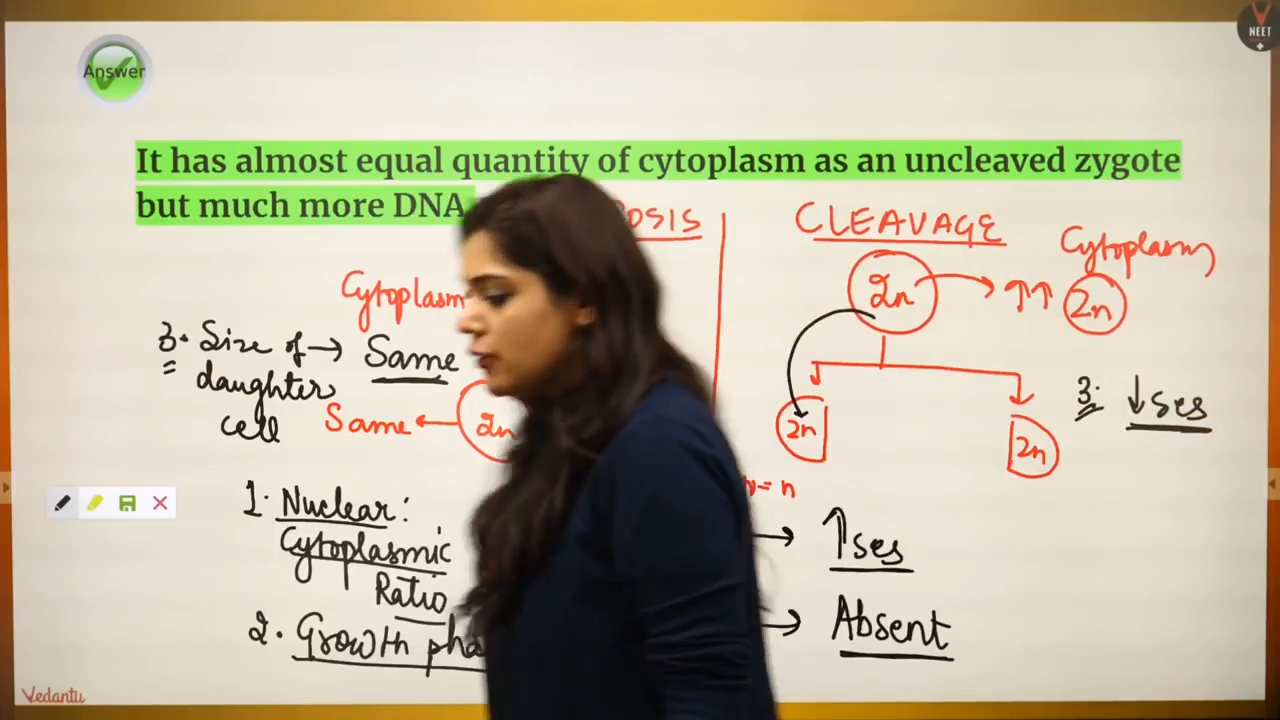 NEET
Answer
It has almost equal quantity of cytoplasm as an uncleaved zygote
but much more DNA
OSIS
CLEAVAGE
Cytoplasm
Cytoplasm
2n
↑↑
2n
3. Size of → Same
daughter
cell
Same ← 2n
2n
2n
3. ↓ses
n = n
1. Nuclear :
Cytoplasmic
Ratio
→ ↑ses
2. Growth pha
→ Absent
Vedantu